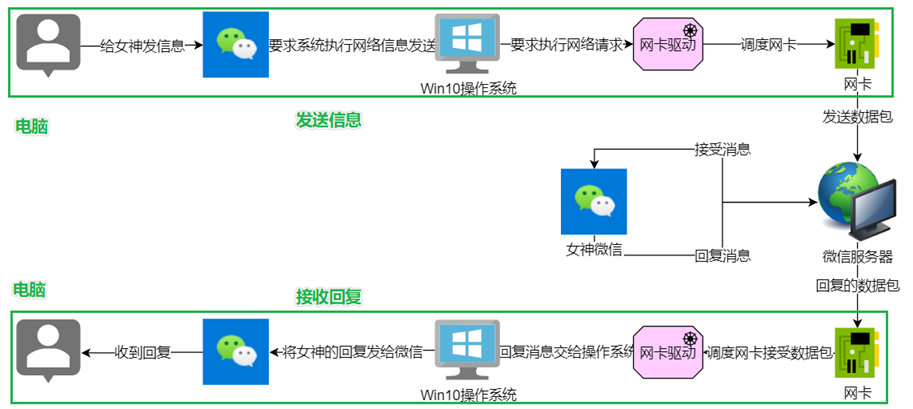 给女神发信息
要求系统执行网络信息发送
要求执行网络请求
网卡驱动
调度网卡
Win10操作系统
网卡
电脑
发送信息
发送数据包
接受消息
女神微信
回复消息
微信服务器
电脑
接收回复
回复的数据包
收到回复
将女神的回复发给微信
回复消息交给操作系统
网卡驱动
调度网卡接受数据包
Win10操作系统
网卡